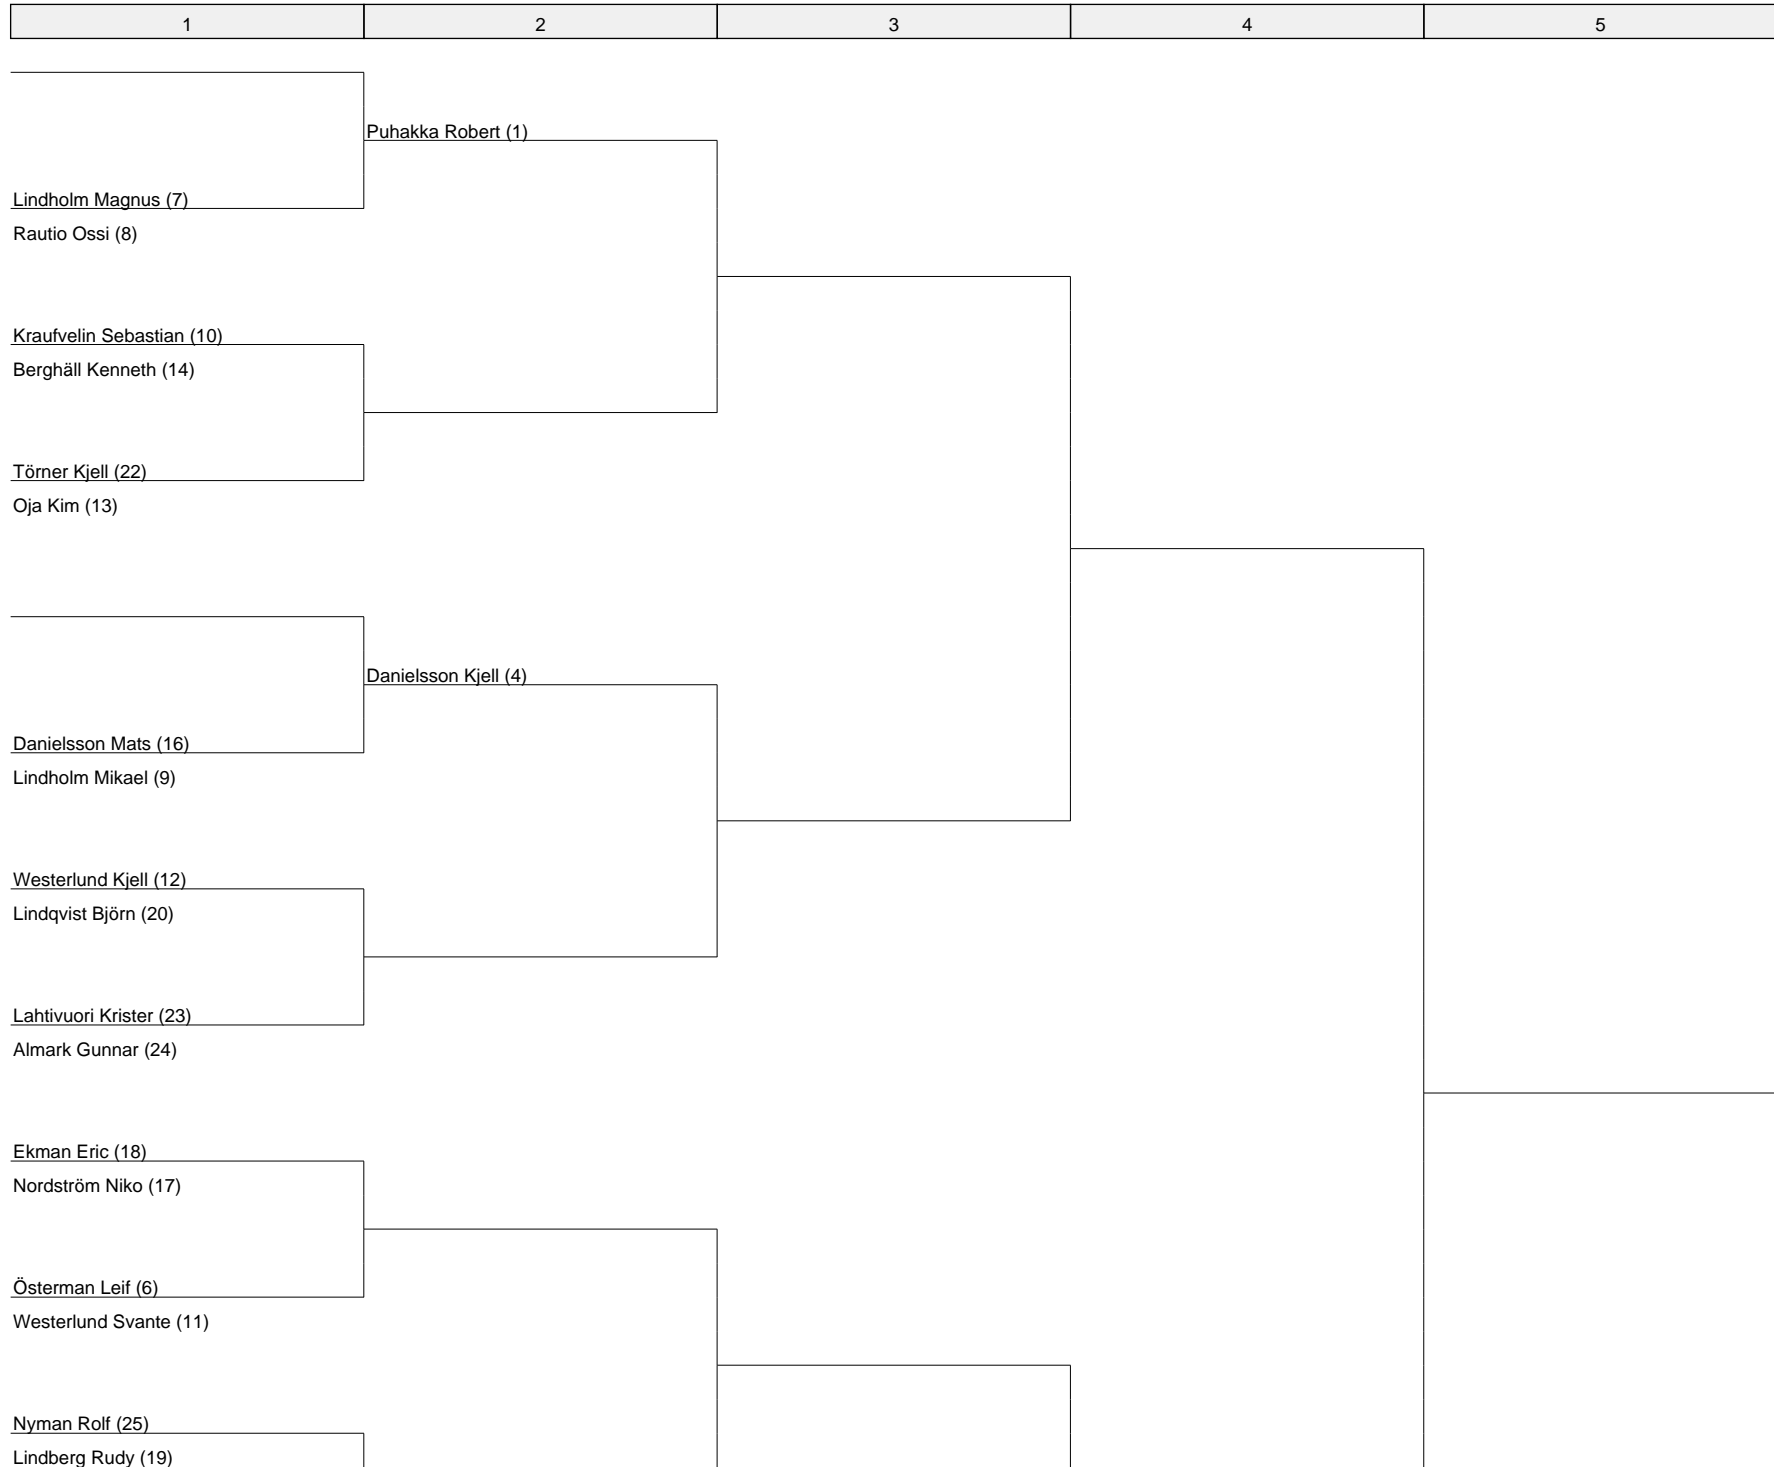 1 2 3 4 5
Puhakka Robert (1)
Lindholm Magnus (7)
Rautio Ossi (8)
Kraufvelin Sebastian (10)
Berghäll Kenneth (14)
Törner Kjell (22)
Oja Kim (13)
Danielsson Kjell (4)
Danielsson Mats (16)
Lindholm Mikael (9)
Westerlund Kjell (12)
Lindqvist Björn (20)
Lahtivuori Krister (23)
Almark Gunnar (24)
Ekman Eric (18)
Nordström Niko (17)
Österman Leif (6)
Westerlund Svante (11)
Nyman Rolf (25)
Lindberg Rudy (19)